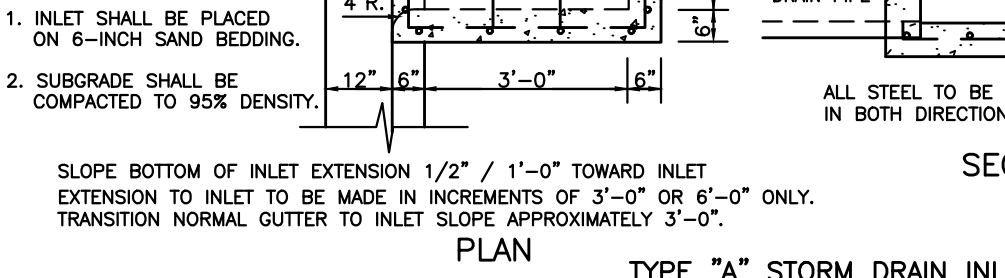 4 R.
6"
DRAIN PIPE
1. INLET SHALL BE PLACED
ON 6-INCH SAND BEDDING.
2. SUBGRADE SHALL BE
COMPACTED TO 95% DENSITY.
12" 6" 3'-0" 6"
ALL STEEL TO BE
IN BOTH DIRECTION
SLOPE BOTTOM OF INLET EXTENSION 1/2" / 1'-0" TOWARD INLET
EXTENSION TO INLET TO BE MADE IN INCREMENTS OF 3'-0" OR 6'-0" ONLY.
TRANSITION NORMAL GUTTER TO INLET SLOPE APPROXIMATELY 3'-0".
PLAN
TYPE "A" STORM DRAIN